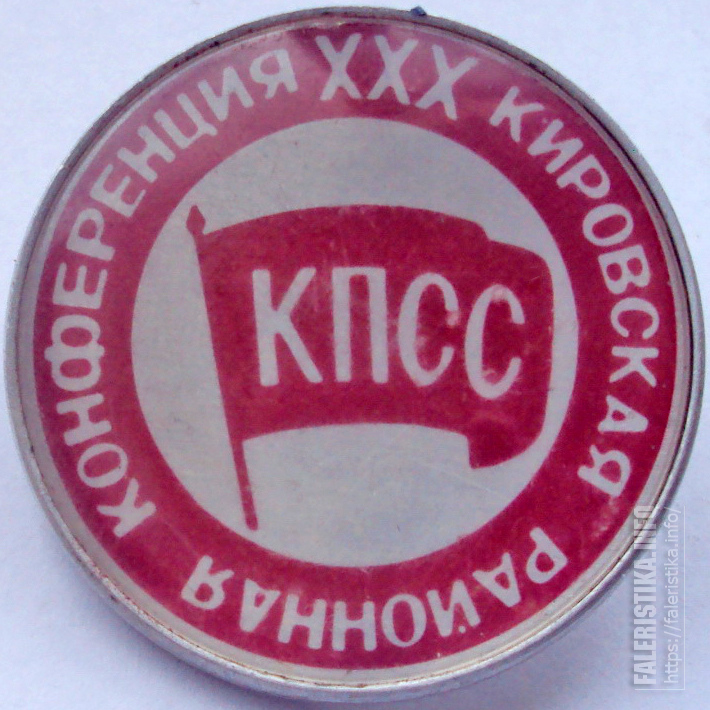 XXX КИРОВСКАЯ РАЙОННАЯ КОНФЕРЕНЦИЯ
КПСС
FALERISTIKA.INFO
https://faleristika.info/